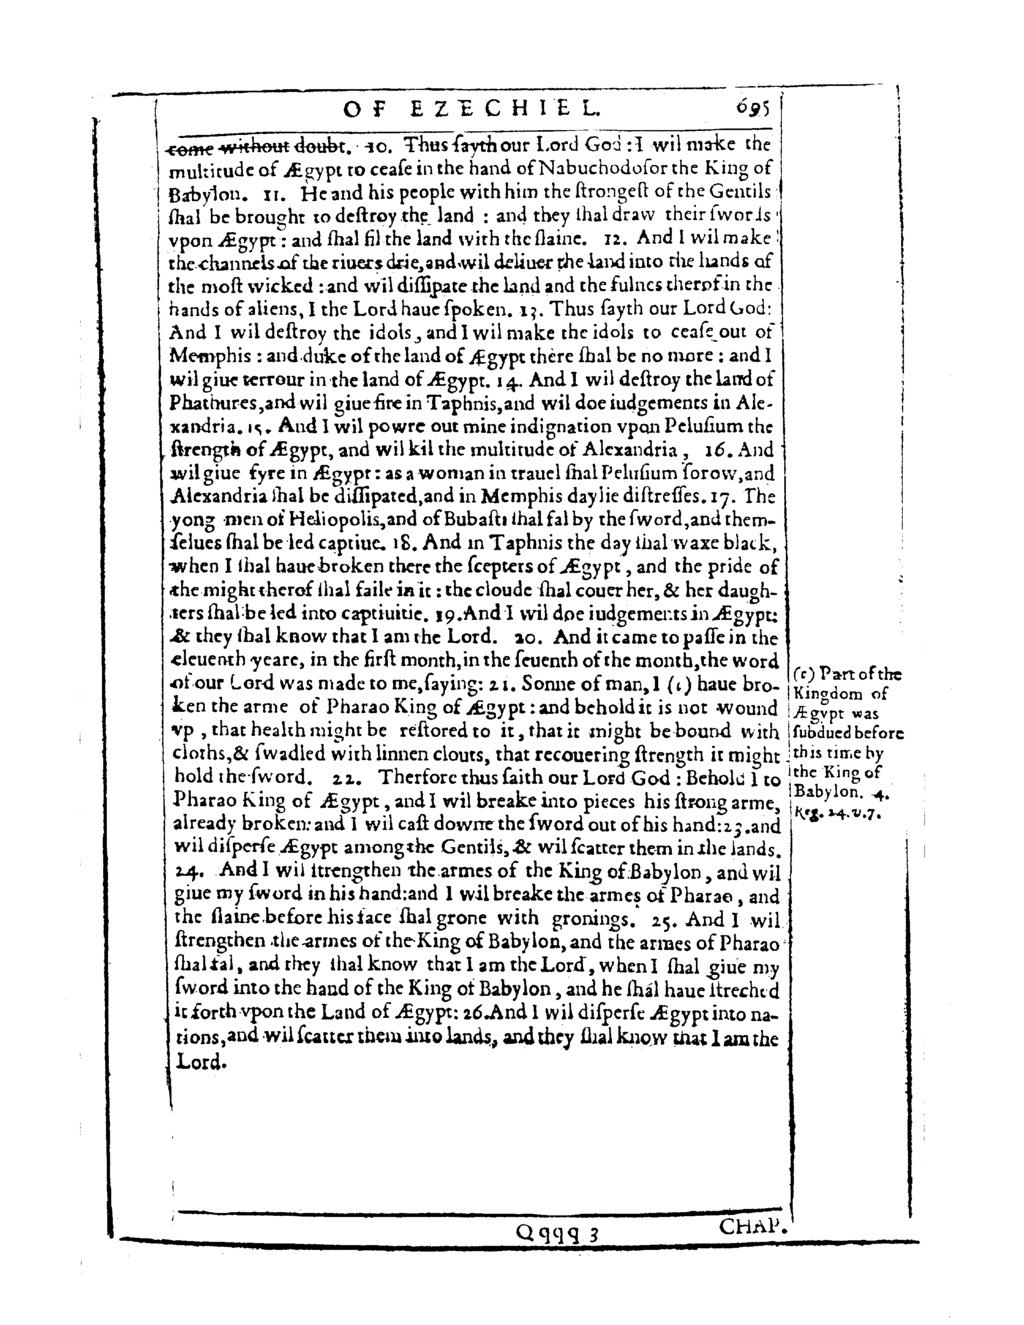 OF EZECHIEL. 695
come without doubt. 10. Thus ſayth our Lord God : I wil make the
multitude of Ægypt to ceaſe in the hand of Nabuchodoſor the King of
Babylon. 11. He and his people with him the ſtrongeſt of the Gentils
ſhal be brought to deſtroy the land : and they ſhal draw their ſwords
vpon Ægypt : and ſhal fil the land with the ſlaine. 12. And I wil make
the channels of the riuers drie, and wil deliuer the land into the hands of
the moſt wicked : and wil diſſipate the land and the fulnes therof in the
hands of aliens, I the Lord haue ſpoken. 13. Thus ſayth our Lord God:
And I wil deſtroy the idols, and I wil make the idols to ceaſe out of
Memphis : and duke of the land of Ægypt there ſhal be no more : and I
wil giue terrour in the land of Ægypt. 14. And I wil deſtroy the land of
Phathures, and wil giue fire in Taphnis, and wil doe iudgements in Ale-
xandria. 15. And I wil powre out mine indignation vpon Peluſium the
ſtrength of Ægypt, and wil kil the multitude of Alexandria, 16. And
wil giue fyre in Ægypt : as a woman in trauel ſhal Peluſium ſorow, and
Alexandria ſhal be diſſipated, and in Memphis daylie diſtreſſes. 17. The
yong men of Heliopolis, and of Bubaſti ſhal fal by the ſword, and them-
ſelues ſhal be led captiue. 18. And in Taphnis the day ſhal waxe black,
when I ſhal haue broken there the ſcepters of Ægypt, and the pride of
the might therof ſhal faile in it : the cloude ſhal couer her, & her daugh-
ters ſhal be led into captiuitie. 19. And I wil doe iudgements in Ægypt:
& they ſhal know that I am the Lord. 20. And it came to paſſe in the
eleuenth yeare, in the firſt month, in the ſeuenth of the month, the word
of our Lord was made to me, ſaying: 21. Sonne of man, I (c) haue bro-
ken the arme of Pharao King of Ægypt : and behold it is not wound
vp, that health might be reſtored to it, that it might be bound with
cloths, & ſwadled with linnen clouts, that recouering ſtrength it might
hold the ſword. 22. Therfore thus ſaith our Lord God : Behold I to
Pharao King of Ægypt, and I wil breake into pieces his ſtrong arme,
already broken: and I wil caſt downe the ſword out of his hand: 23. and
wil diſperſe Ægypt among the Gentils, & wil ſcatter them in the lands.
24. And I wil ſtrengthen the armes of the King of Babylon, and wil
giue my ſword in his hand: and I wil breake the armes of Pharao, and
the ſlaine before his face ſhal grone with gronings. 25. And I wil
ſtrengthen the armes of the King of Babylon, and the armes of Pharao
ſhal fal, and they ſhal know that I am the Lord, when I ſhal giue my
ſword into the hand of the King of Babylon, and he ſhal haue ſtreched
it forth vpon the Land of Ægypt: 26. And I wil diſperſe Ægypt into na-
tions, and wil ſcatter them into lands, and they ſhal know that I am the
Lord.
(c) Part of the
Kingdom of
Ægypt was
ſubdued before
this time by
the King of
Babylon. 4.
Reg. 24. v. 7.
Qqqq 3 CHAP.